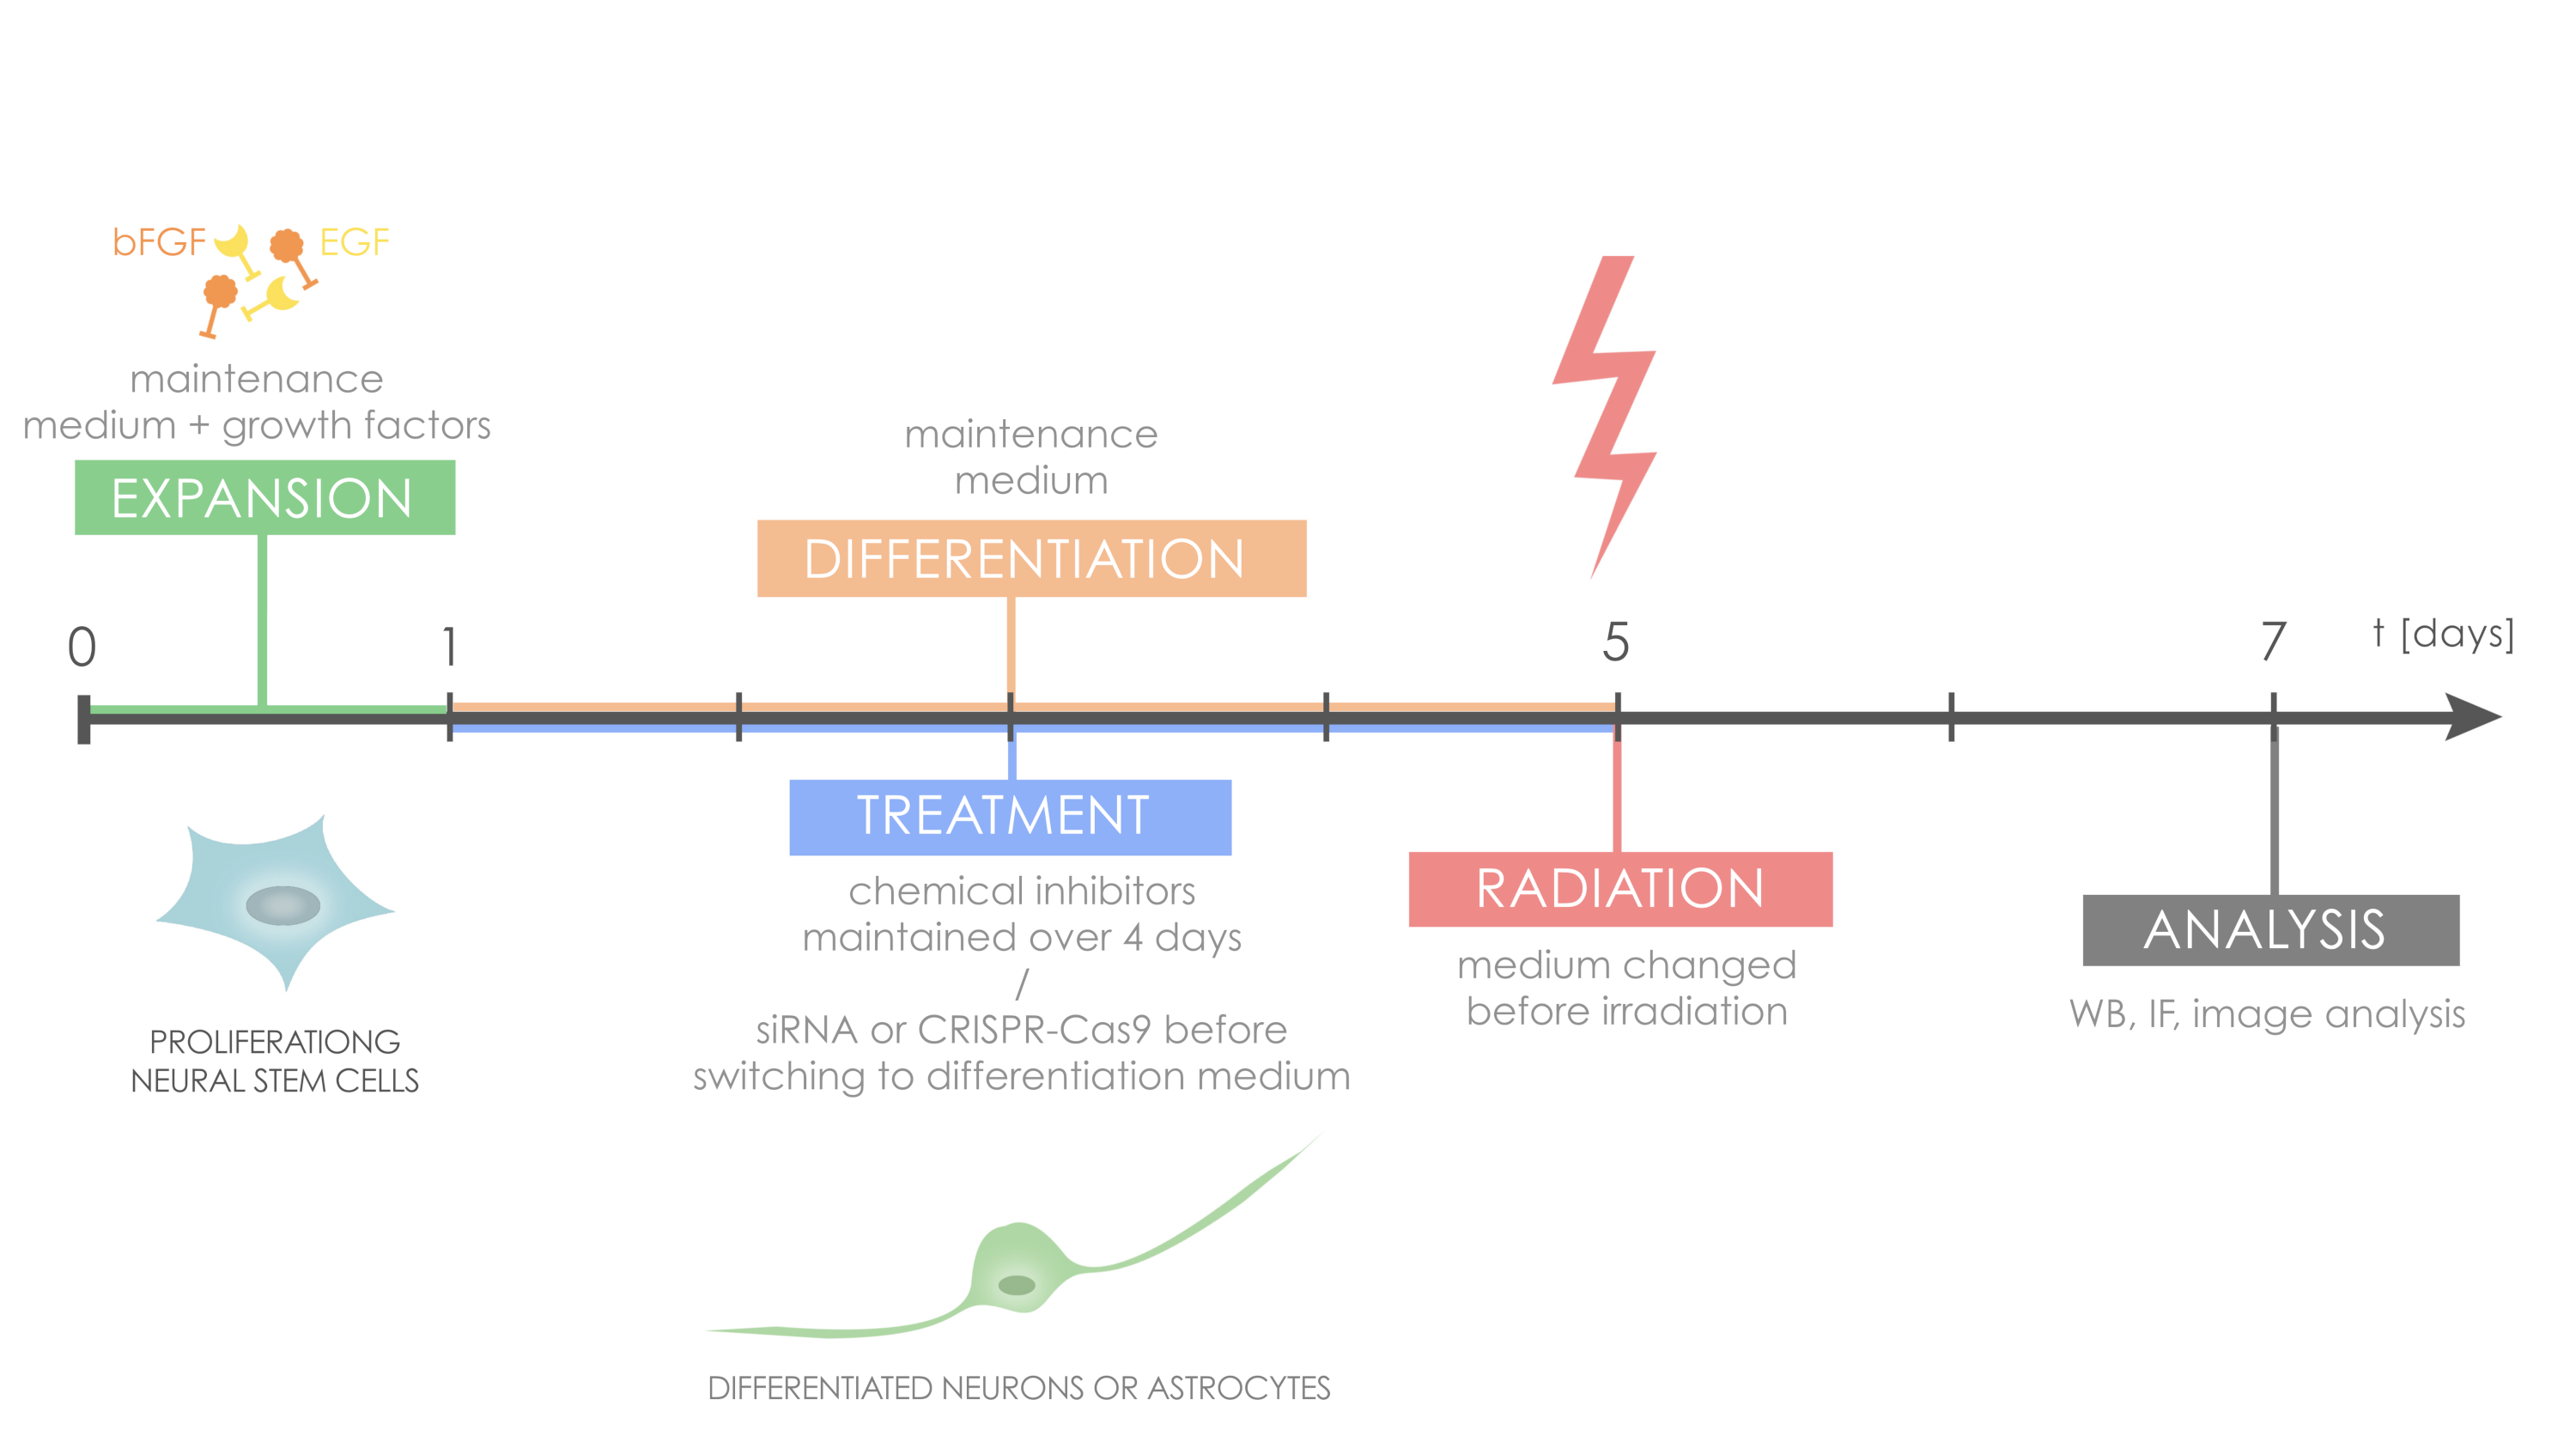 bFGF EGF
maintenance
medium + growth factors
EXPANSION
maintenance
medium
DIFFERENTIATION
0 1 5 7 t [days]
TREATMENT
chemical inhibitors
maintained over 4 days
/
siRNA or CRISPR-Cas9 before
switching to differentiation medium
RADIATION
medium changed
before irradiation
ANALYSIS
WB, IF, image analysis
PROLIFERATIONG
NEURAL STEM CELLS
DIFFERENTIATED NEURONS OR ASTROCYTES